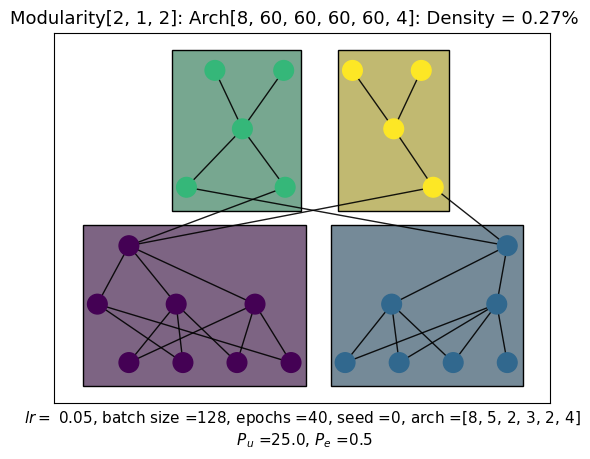 Modularity[2, 1, 2]: Arch[8, 60, 60, 60, 60, 4]: Density = 0.27%
lr = 0.05, batch size =128, epochs =40, seed =0, arch =[8, 5, 2, 3, 2, 4]
P_u =25.0, P_e =0.5